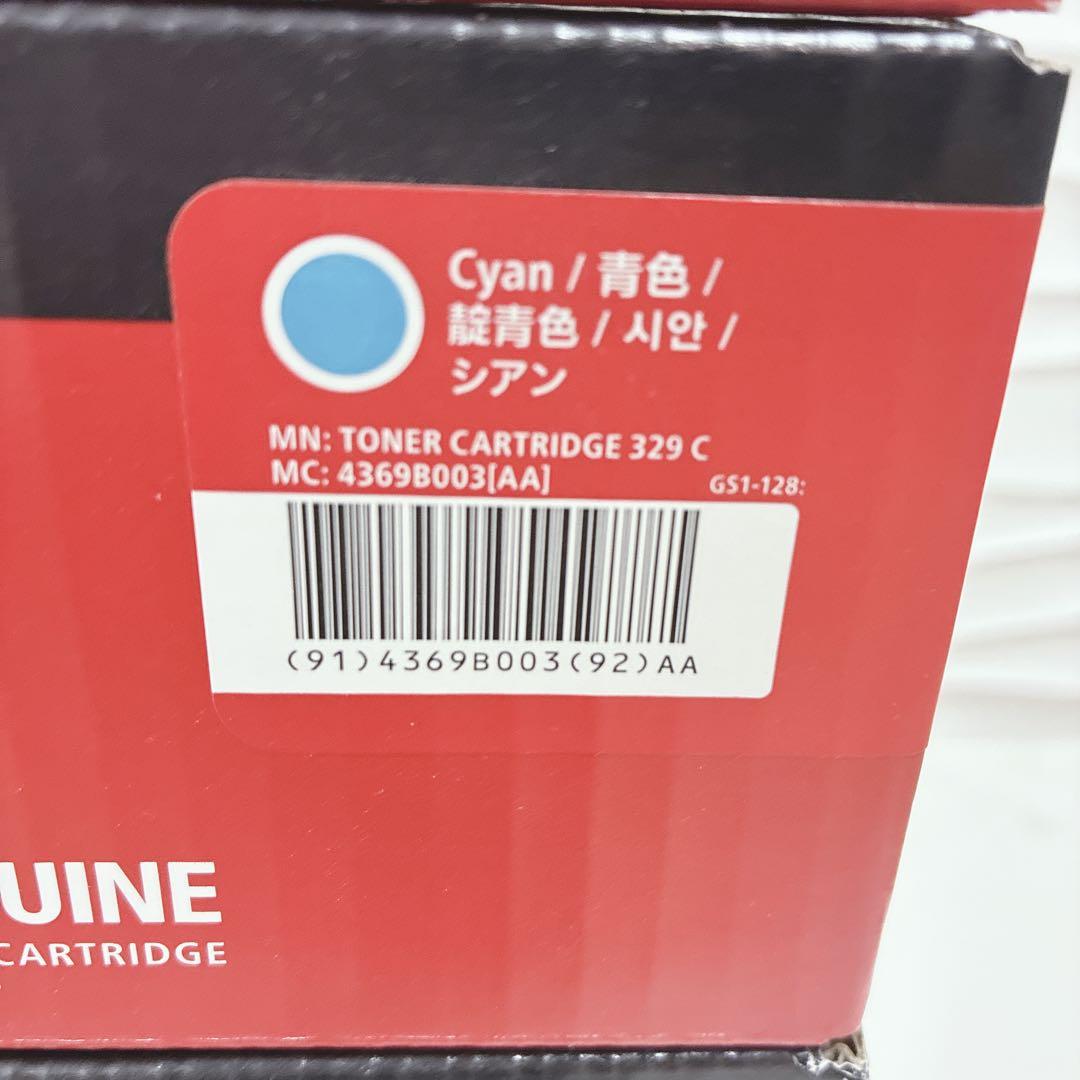 Cyan / 青色 /
靛青色 / 시안 /
シアン
MN: TONER CARTRIDGE 329 C
MC: 4369B003[AA]
GS1-128:
(91)4369B003(92)AA
UINE
CARTRIDGE